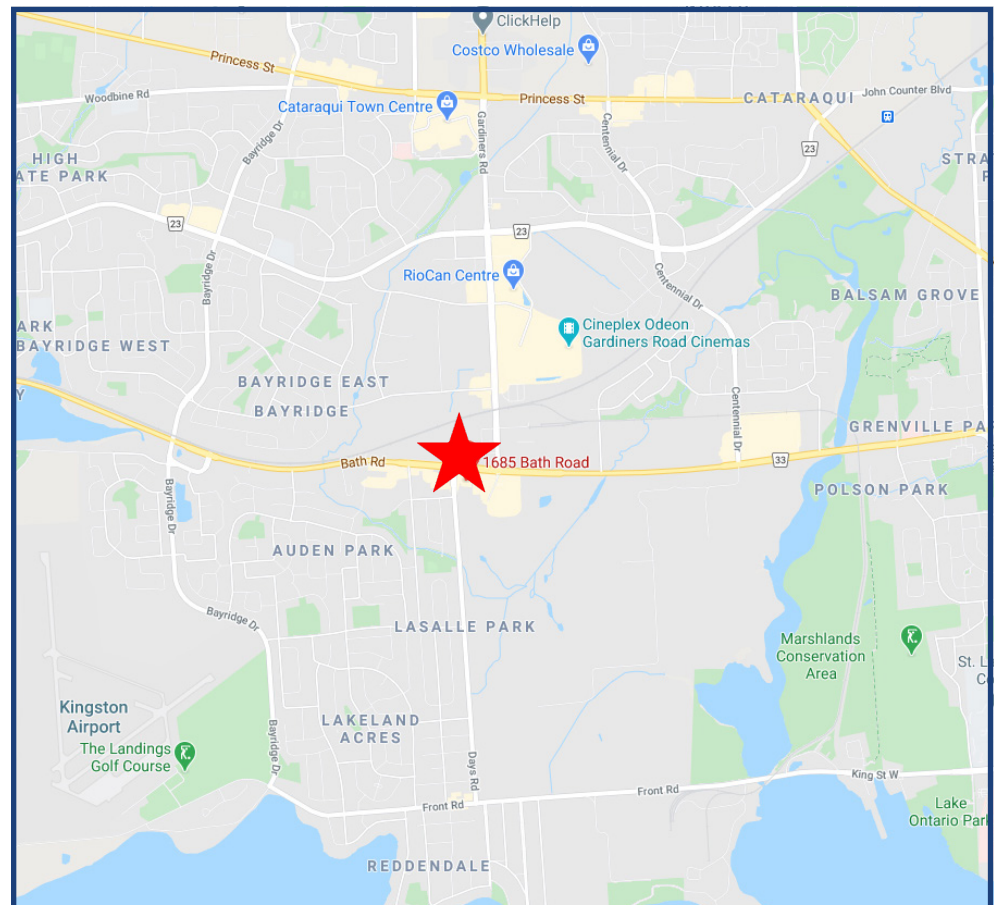 ClickHelp
Costco Wholesale
Princess St
Woodbine Rd
Cataraqui Town Centre
Princess St
CATARAQUI
John Counter Blvd
Bayridge Dr
Gardiners Rd
Centennial Dr
23
HIGH
ATE PARK
STRA
P
23
23
Bayridge Dr
RioCan Centre
Centennial Dr
BALSAM GROVE
ARK
BAYRIDGE WEST
Cineplex Odeon
Gardiners Road Cinemas
BAYRIDGE EAST
Y
BAYRIDGE
Centennial Dr
GRENVILLE PA
Bath Rd
1685 Bath Road
33
POLSON PARK
Bayridge Dr
AUDEN PARK
Bayridge Dr
LASALLE PARK
Marshlands
Conservation
Area
St. L
Co
Kingston
Airport
LAKELAND
ACRES
The Landings
Golf Course
Bayridge Dr
Days Rd
King St W
Front Rd
Front Rd
Lake
Ontario Park
REDDENDALE